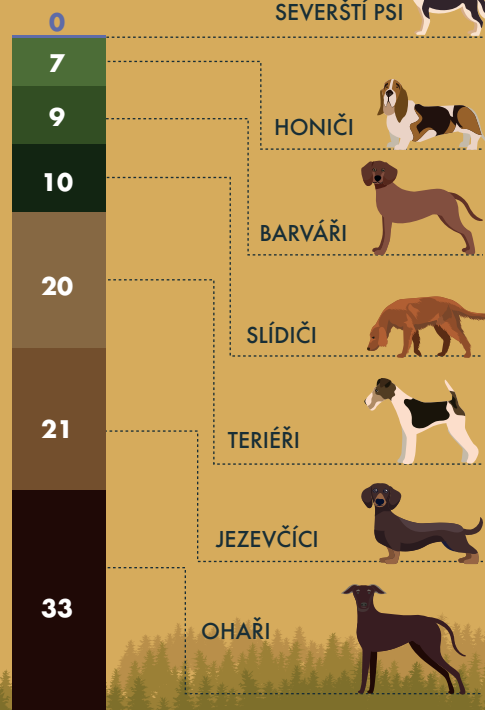 SEVERŠTÍ PSI
0
7
HONIČI
9
BARVÁŘI
10
SLÍDIČI
20
TERIÉŘI
21
JEZEVČÍCI
33
OHAŘI